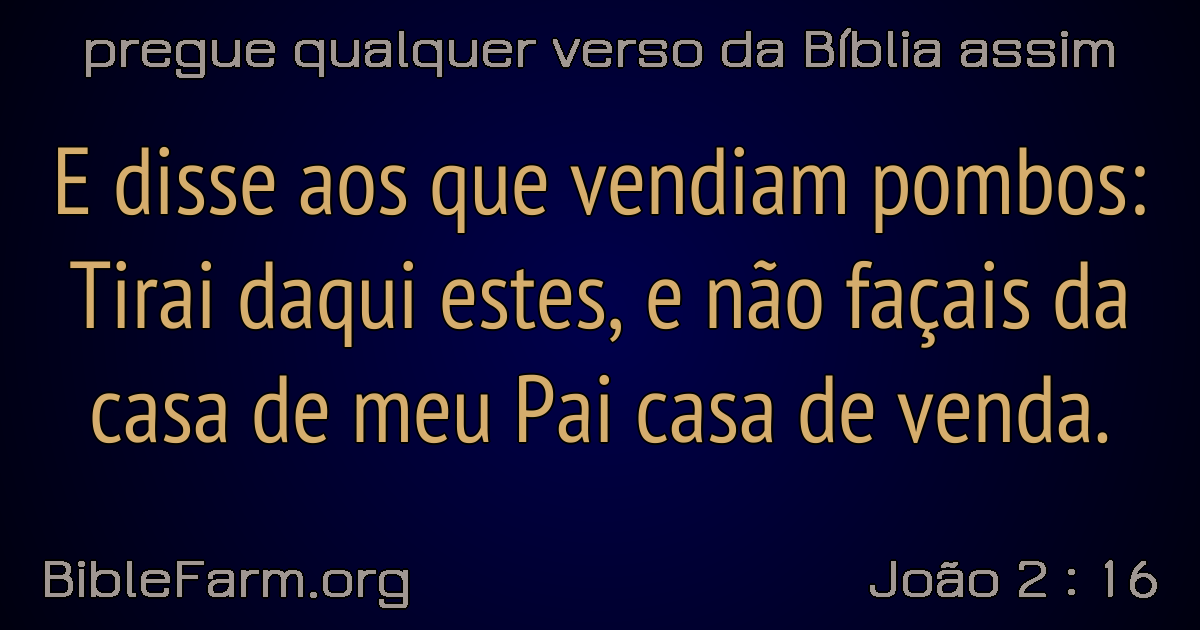 pregue qualquer verso da Bíblia assim
E disse aos que vendiam pombos:
Tirai daqui estes, e não façais da
casa de meu Pai casa de venda.
BibleFarm.org
João 2 : 16